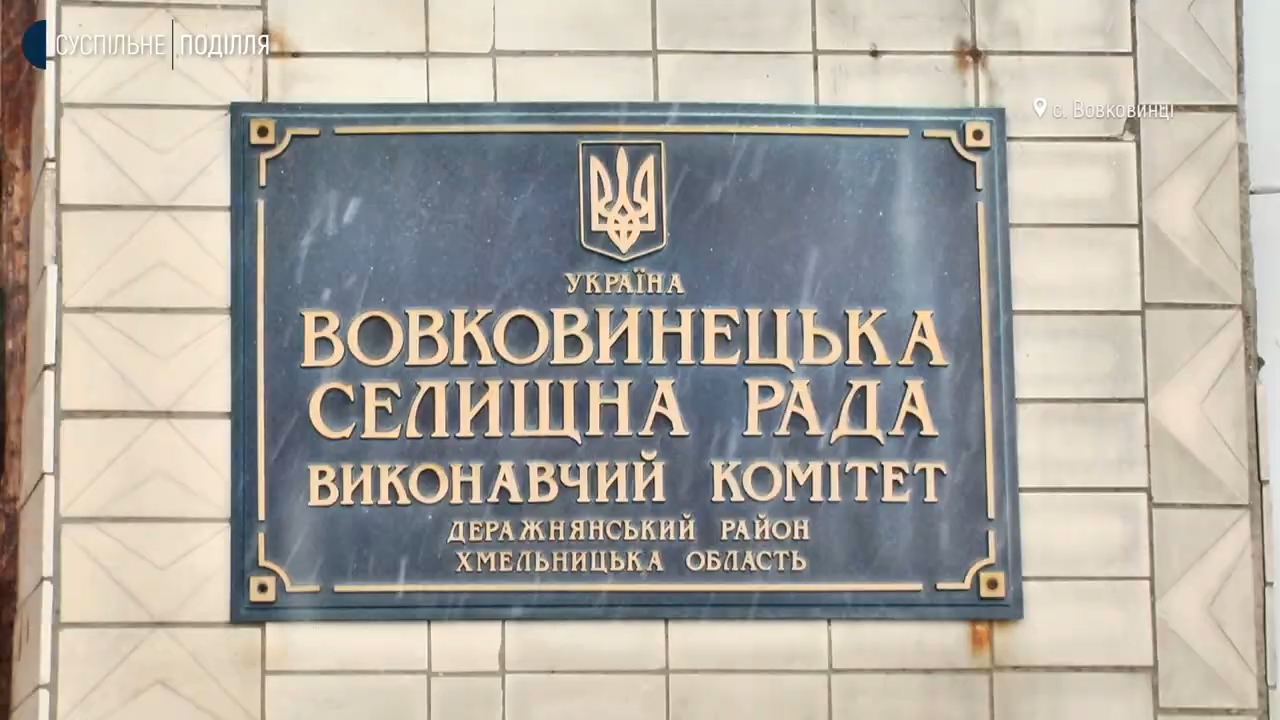 СУСПІЛЬНЕ ПОДІЛЛЯ
с. Вовковинці
УКРАЇНА
ВОВКОВИНЕЦЬКА
СЕЛИЩНА РАДА
ВИКОНАВЧИЙ КОМІТЕТ
ДЕРАЖНЯНСЬКИЙ РАЙОН
ХМЕЛЬНИЦЬКА ОБЛАСТЬ